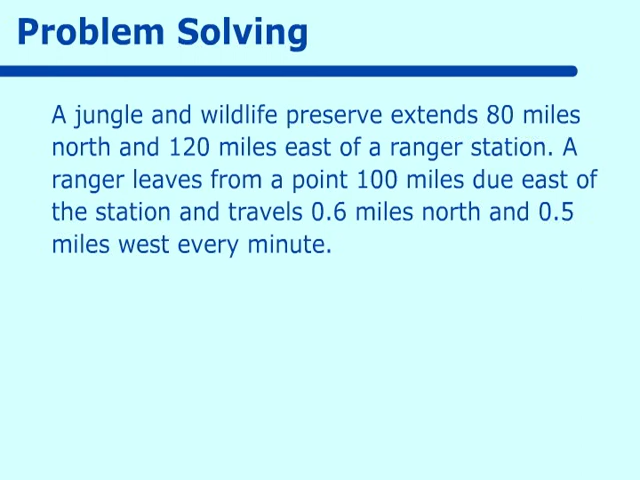 Problem Solving
A jungle and wildlife preserve extends 80 miles
north and 120 miles east of a ranger station. A
ranger leaves from a point 100 miles due east of
the station and travels 0.6 miles north and 0.5
miles west every minute.